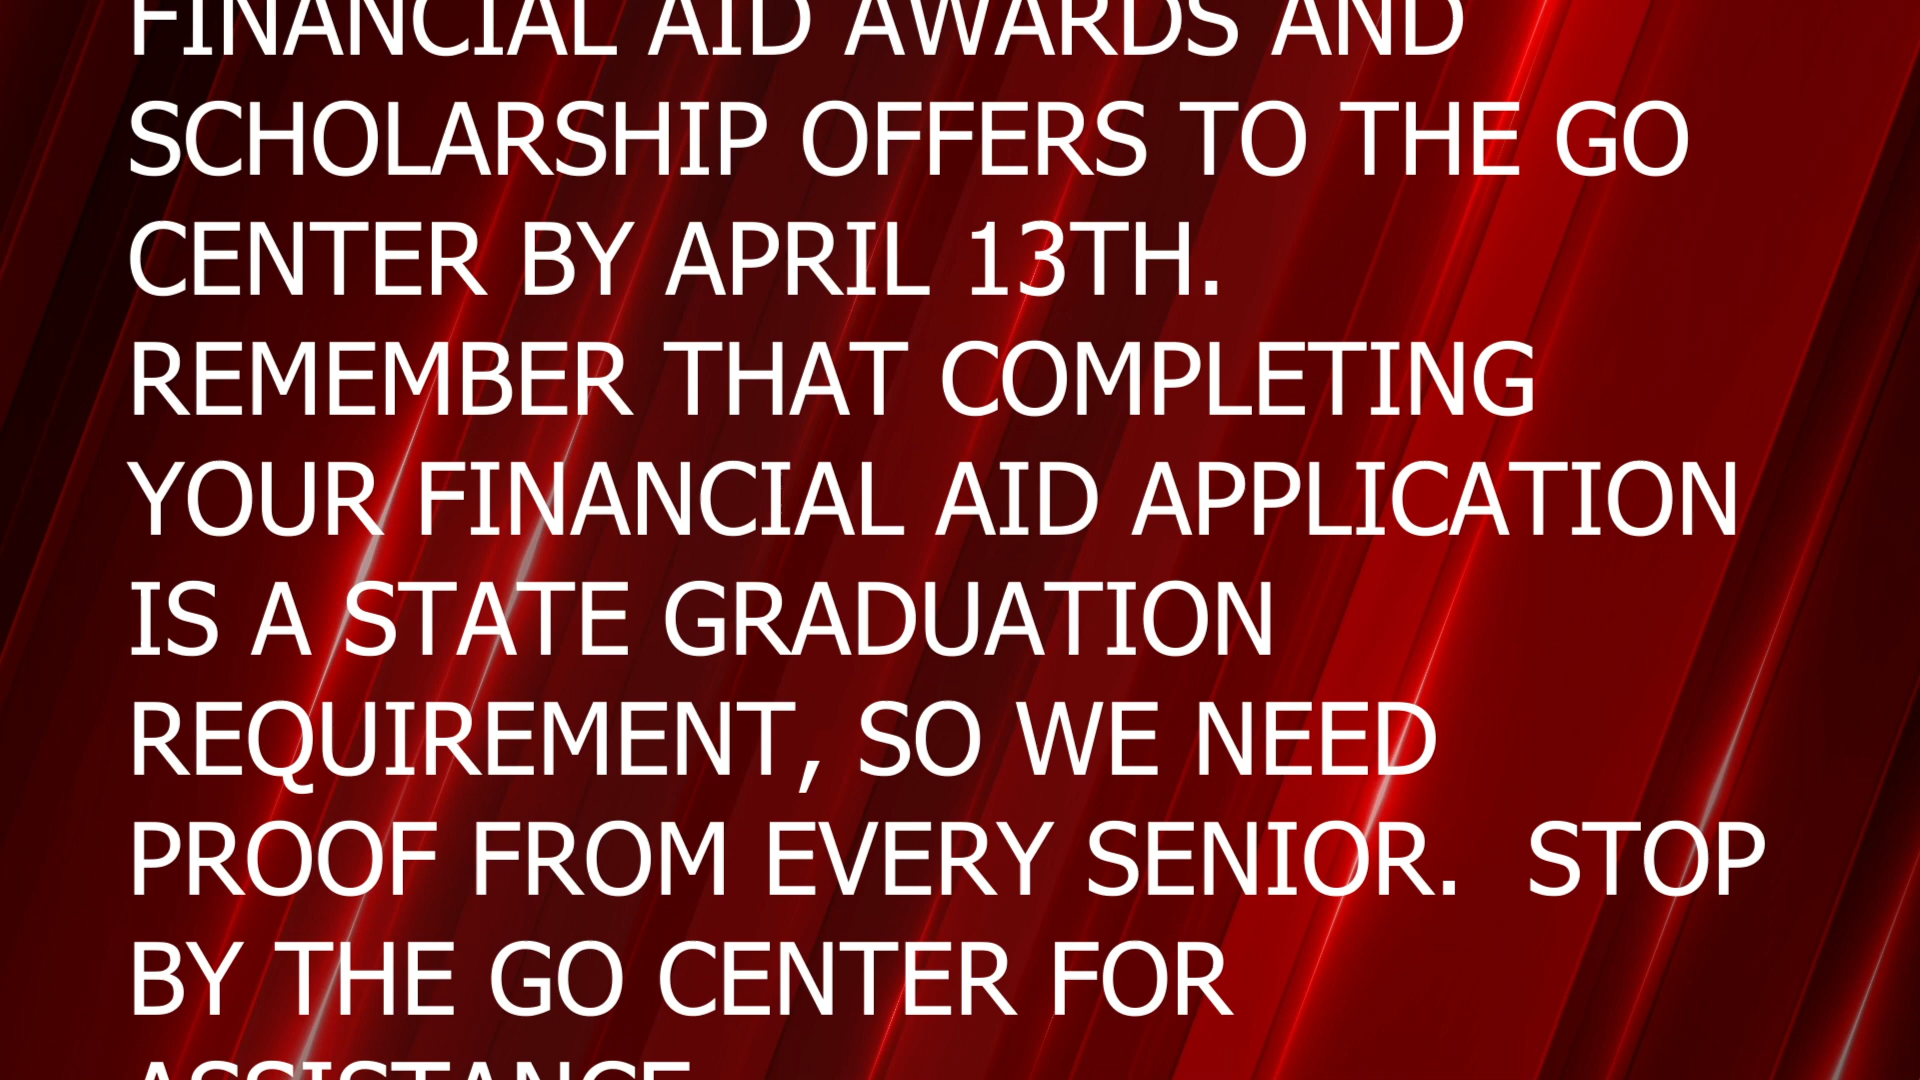 FINANCIAL AID AWARDS AND
SCHOLARSHIP OFFERS TO THE GO
CENTER BY APRIL 13TH.
REMEMBER THAT COMPLETING
YOUR FINANCIAL AID APPLICATION
IS A STATE GRADUATION
REQUIREMENT, SO WE NEED
PROOF FROM EVERY SENIOR.  STOP
BY THE GO CENTER FOR
ASSISTANCE